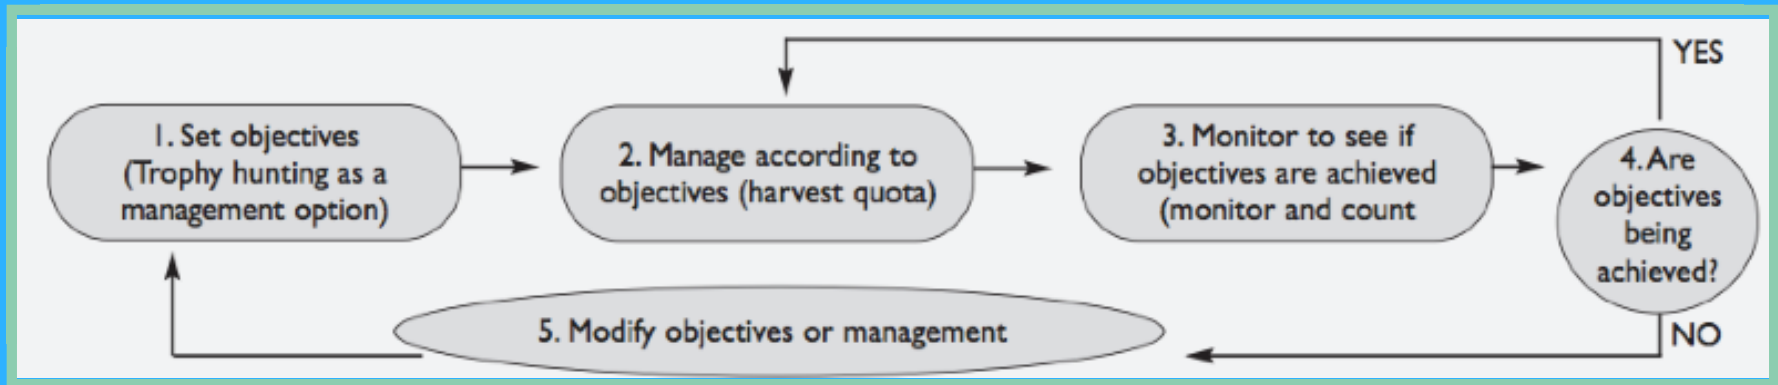 YES
1. Set objectives
(Trophy hunting as a
management option)
2. Manage according to
objectives (harvest quota)
3. Monitor to see if
objectives are achieved
(monitor and count
4. Are
objectives
being
achieved?
5. Modify objectives or management
NO